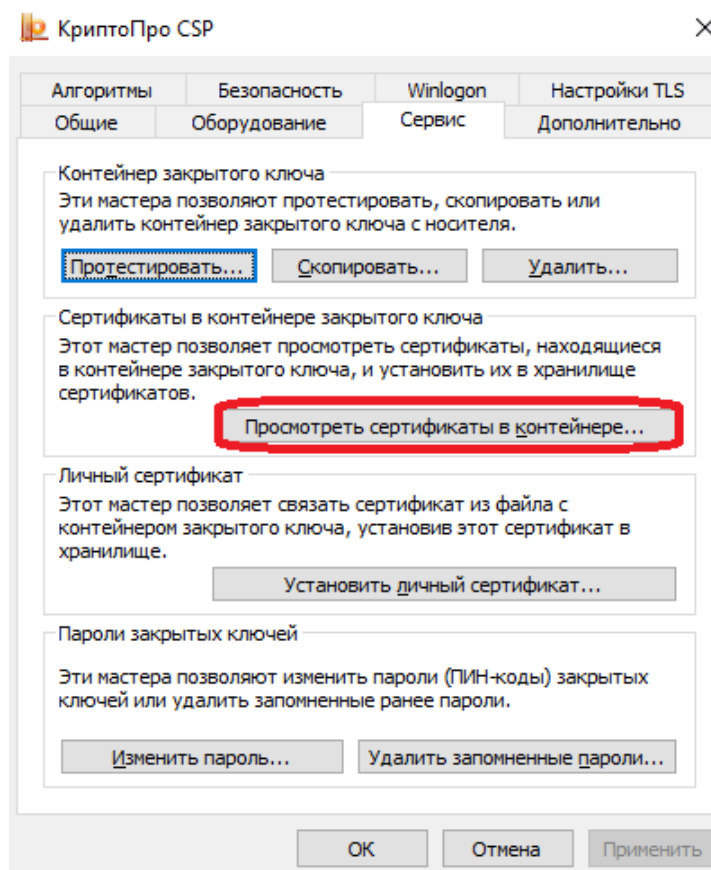 КриптоПро CSP
Алгоритмы Безопасность Winlogon Настройки TLS
Общие Оборудование Сервис Дополнительно
Контейнер закрытого ключа
Эти мастера позволяют протестировать, скопировать или
удалить контейнер закрытого ключа с носителя.
Протестировать... Скопировать... Удалить...
Сертификаты в контейнере закрытого ключа
Этот мастер позволяет просмотреть сертификаты, находящиеся
в контейнере закрытого ключа, и установить их в хранилище
сертификатов.
Просмотреть сертификаты в контейнере...
Личный сертификат
Этот мастер позволяет связать сертификат из файла с
контейнером закрытого ключа, установив этот сертификат в
хранилище.
Установить личный сертификат...
Пароли закрытых ключей
Эти мастера позволяют изменить пароли (ПИН-коды) закрытых
ключей или удалить запомненные ранее пароли.
Изменить пароль... Удалить запомненные пароли...
ОК Отмена Применить